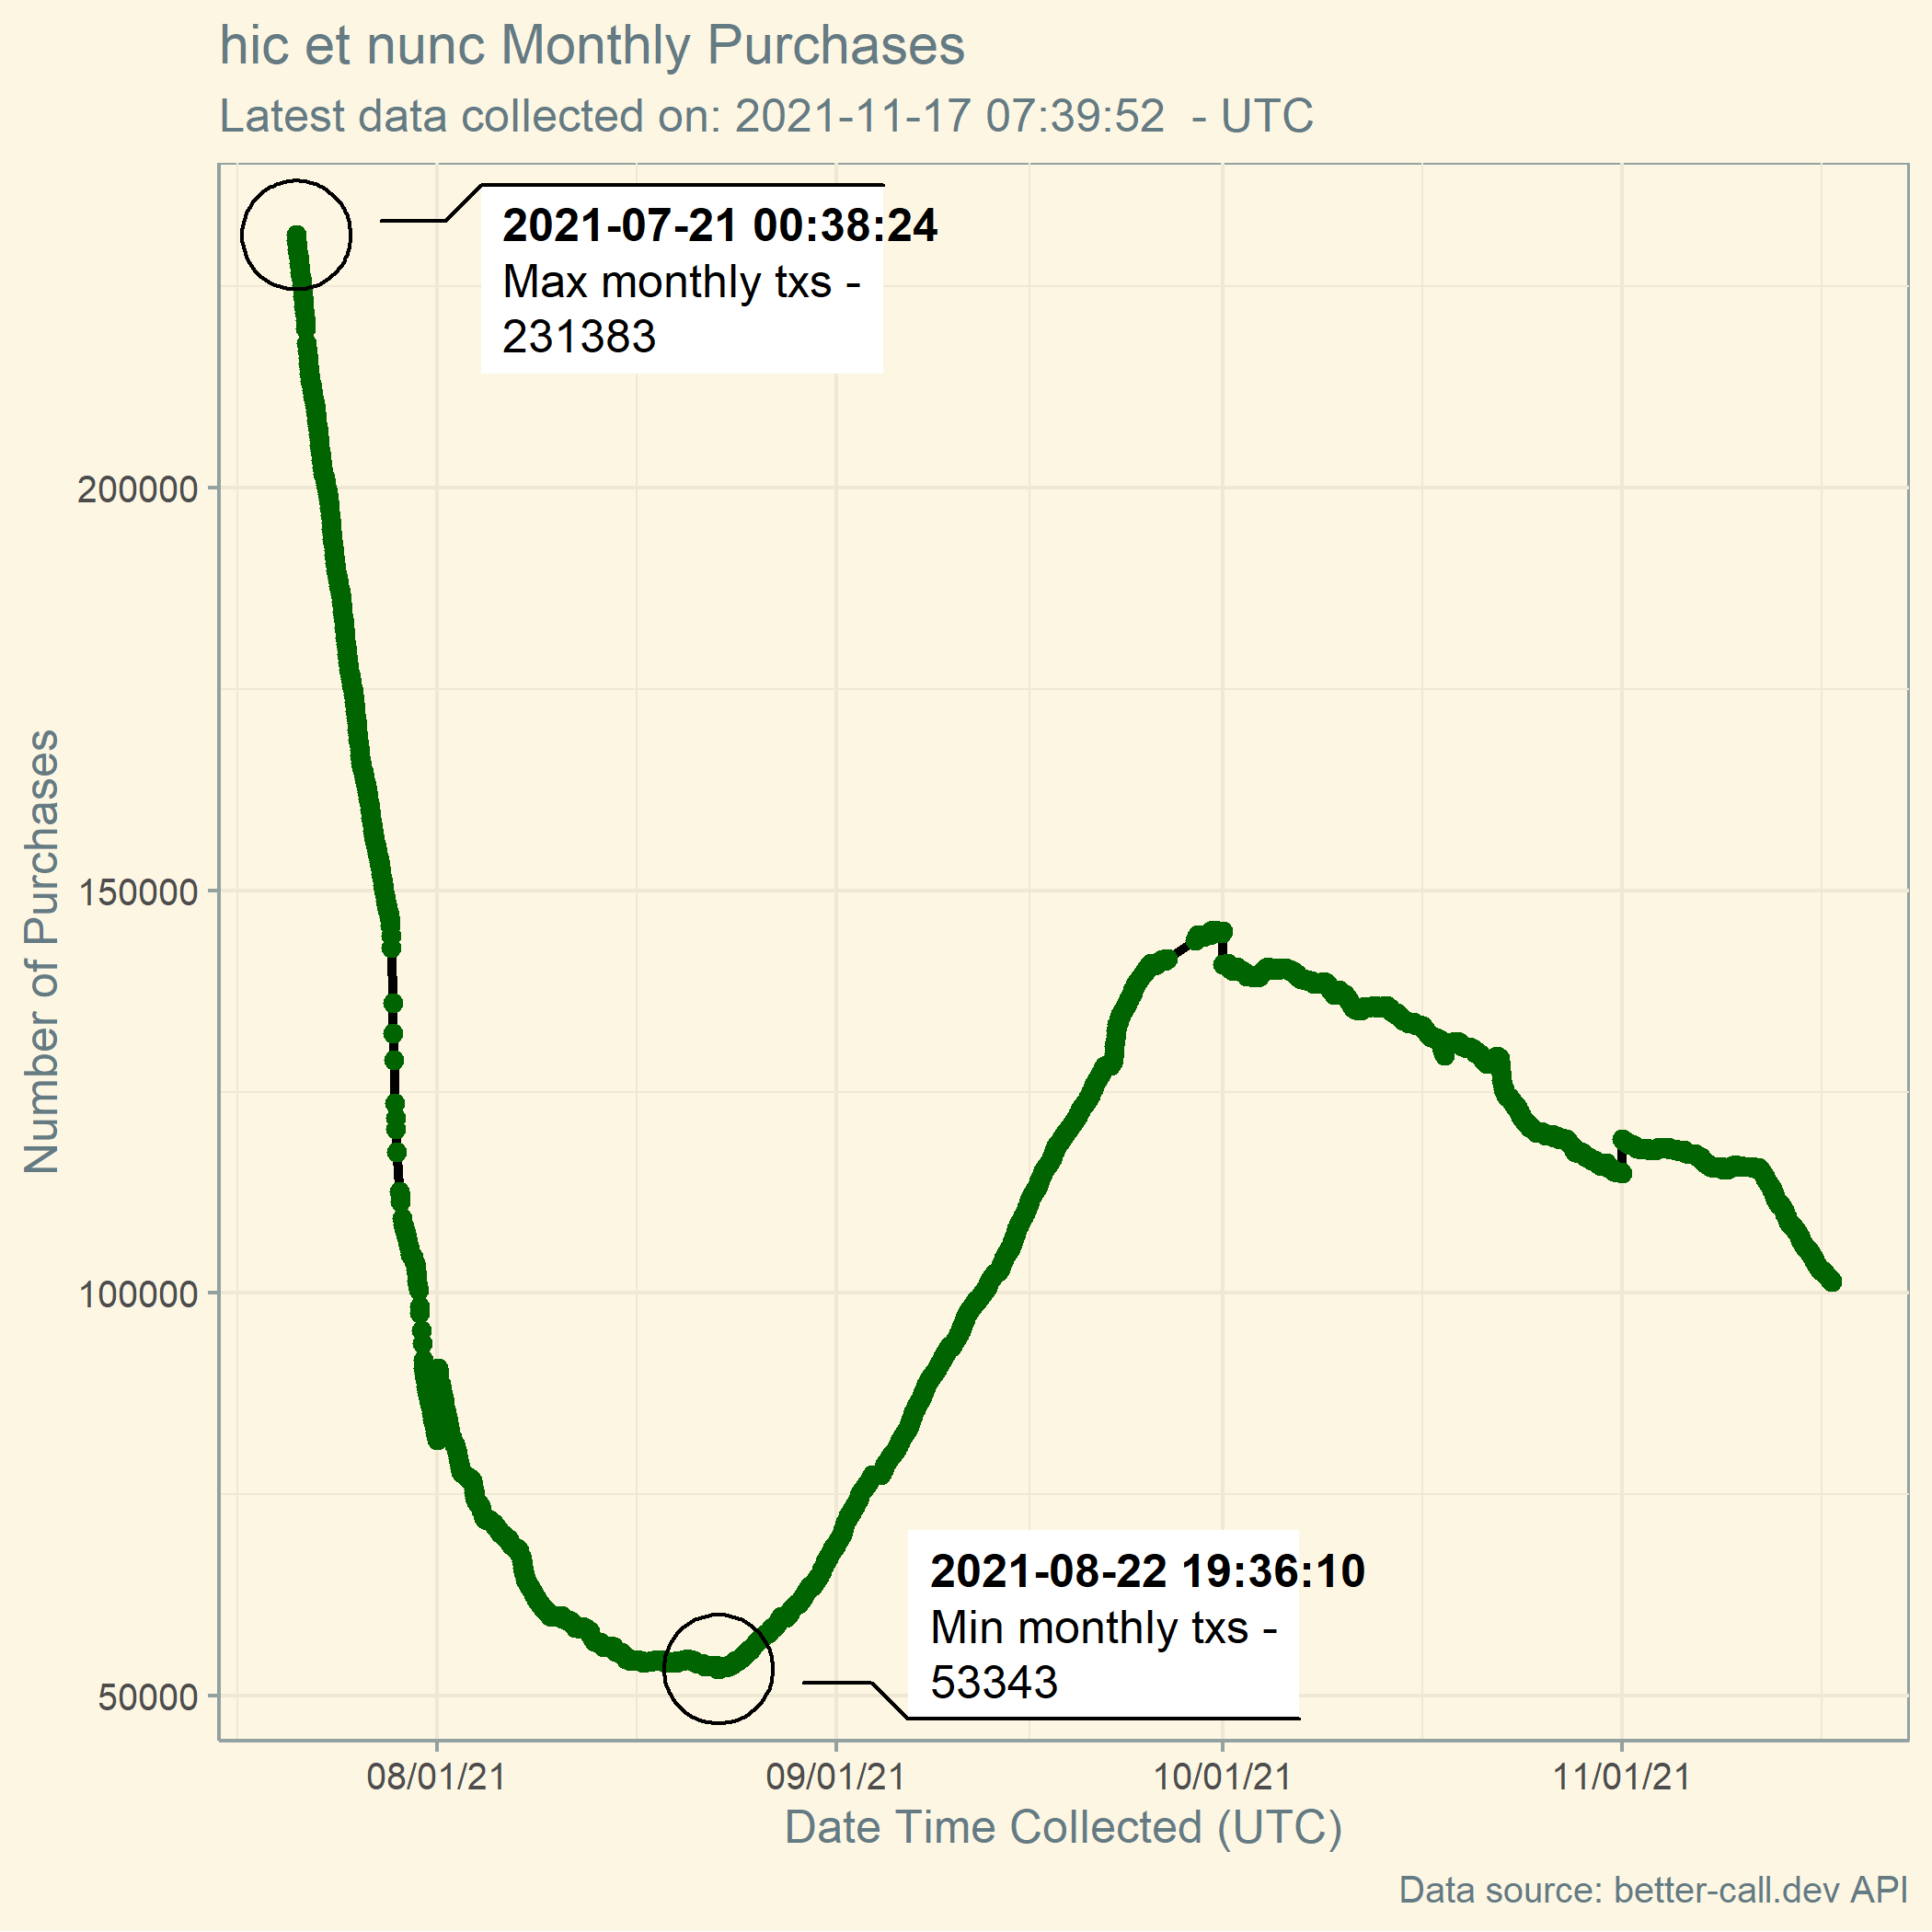 hic et nunc Monthly Purchases
Latest data collected on: 2021-11-17 07:39:52  - UTC
2021-07-21 00:38:24
Max monthly txs -
231383
200000
150000
100000
50000
Number of Purchases
2021-08-22 19:36:10
Min monthly txs -
53343
08/01/21 09/01/21 10/01/21 11/01/21
Date Time Collected (UTC)
Data source: better-call.dev API